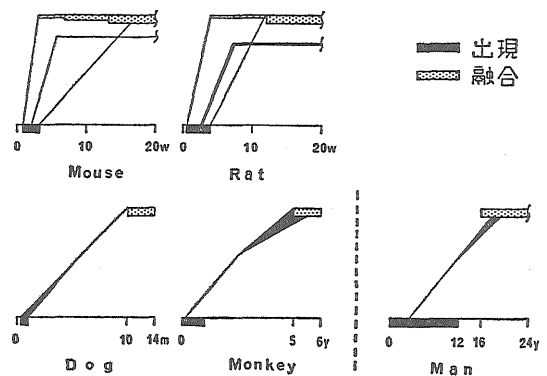 出現
融合
0 10 20w
Mouse
0 10 20w
Rat
0 10 14m
Dog
0 5 6y
Monkey
0 12 16 24y
Man